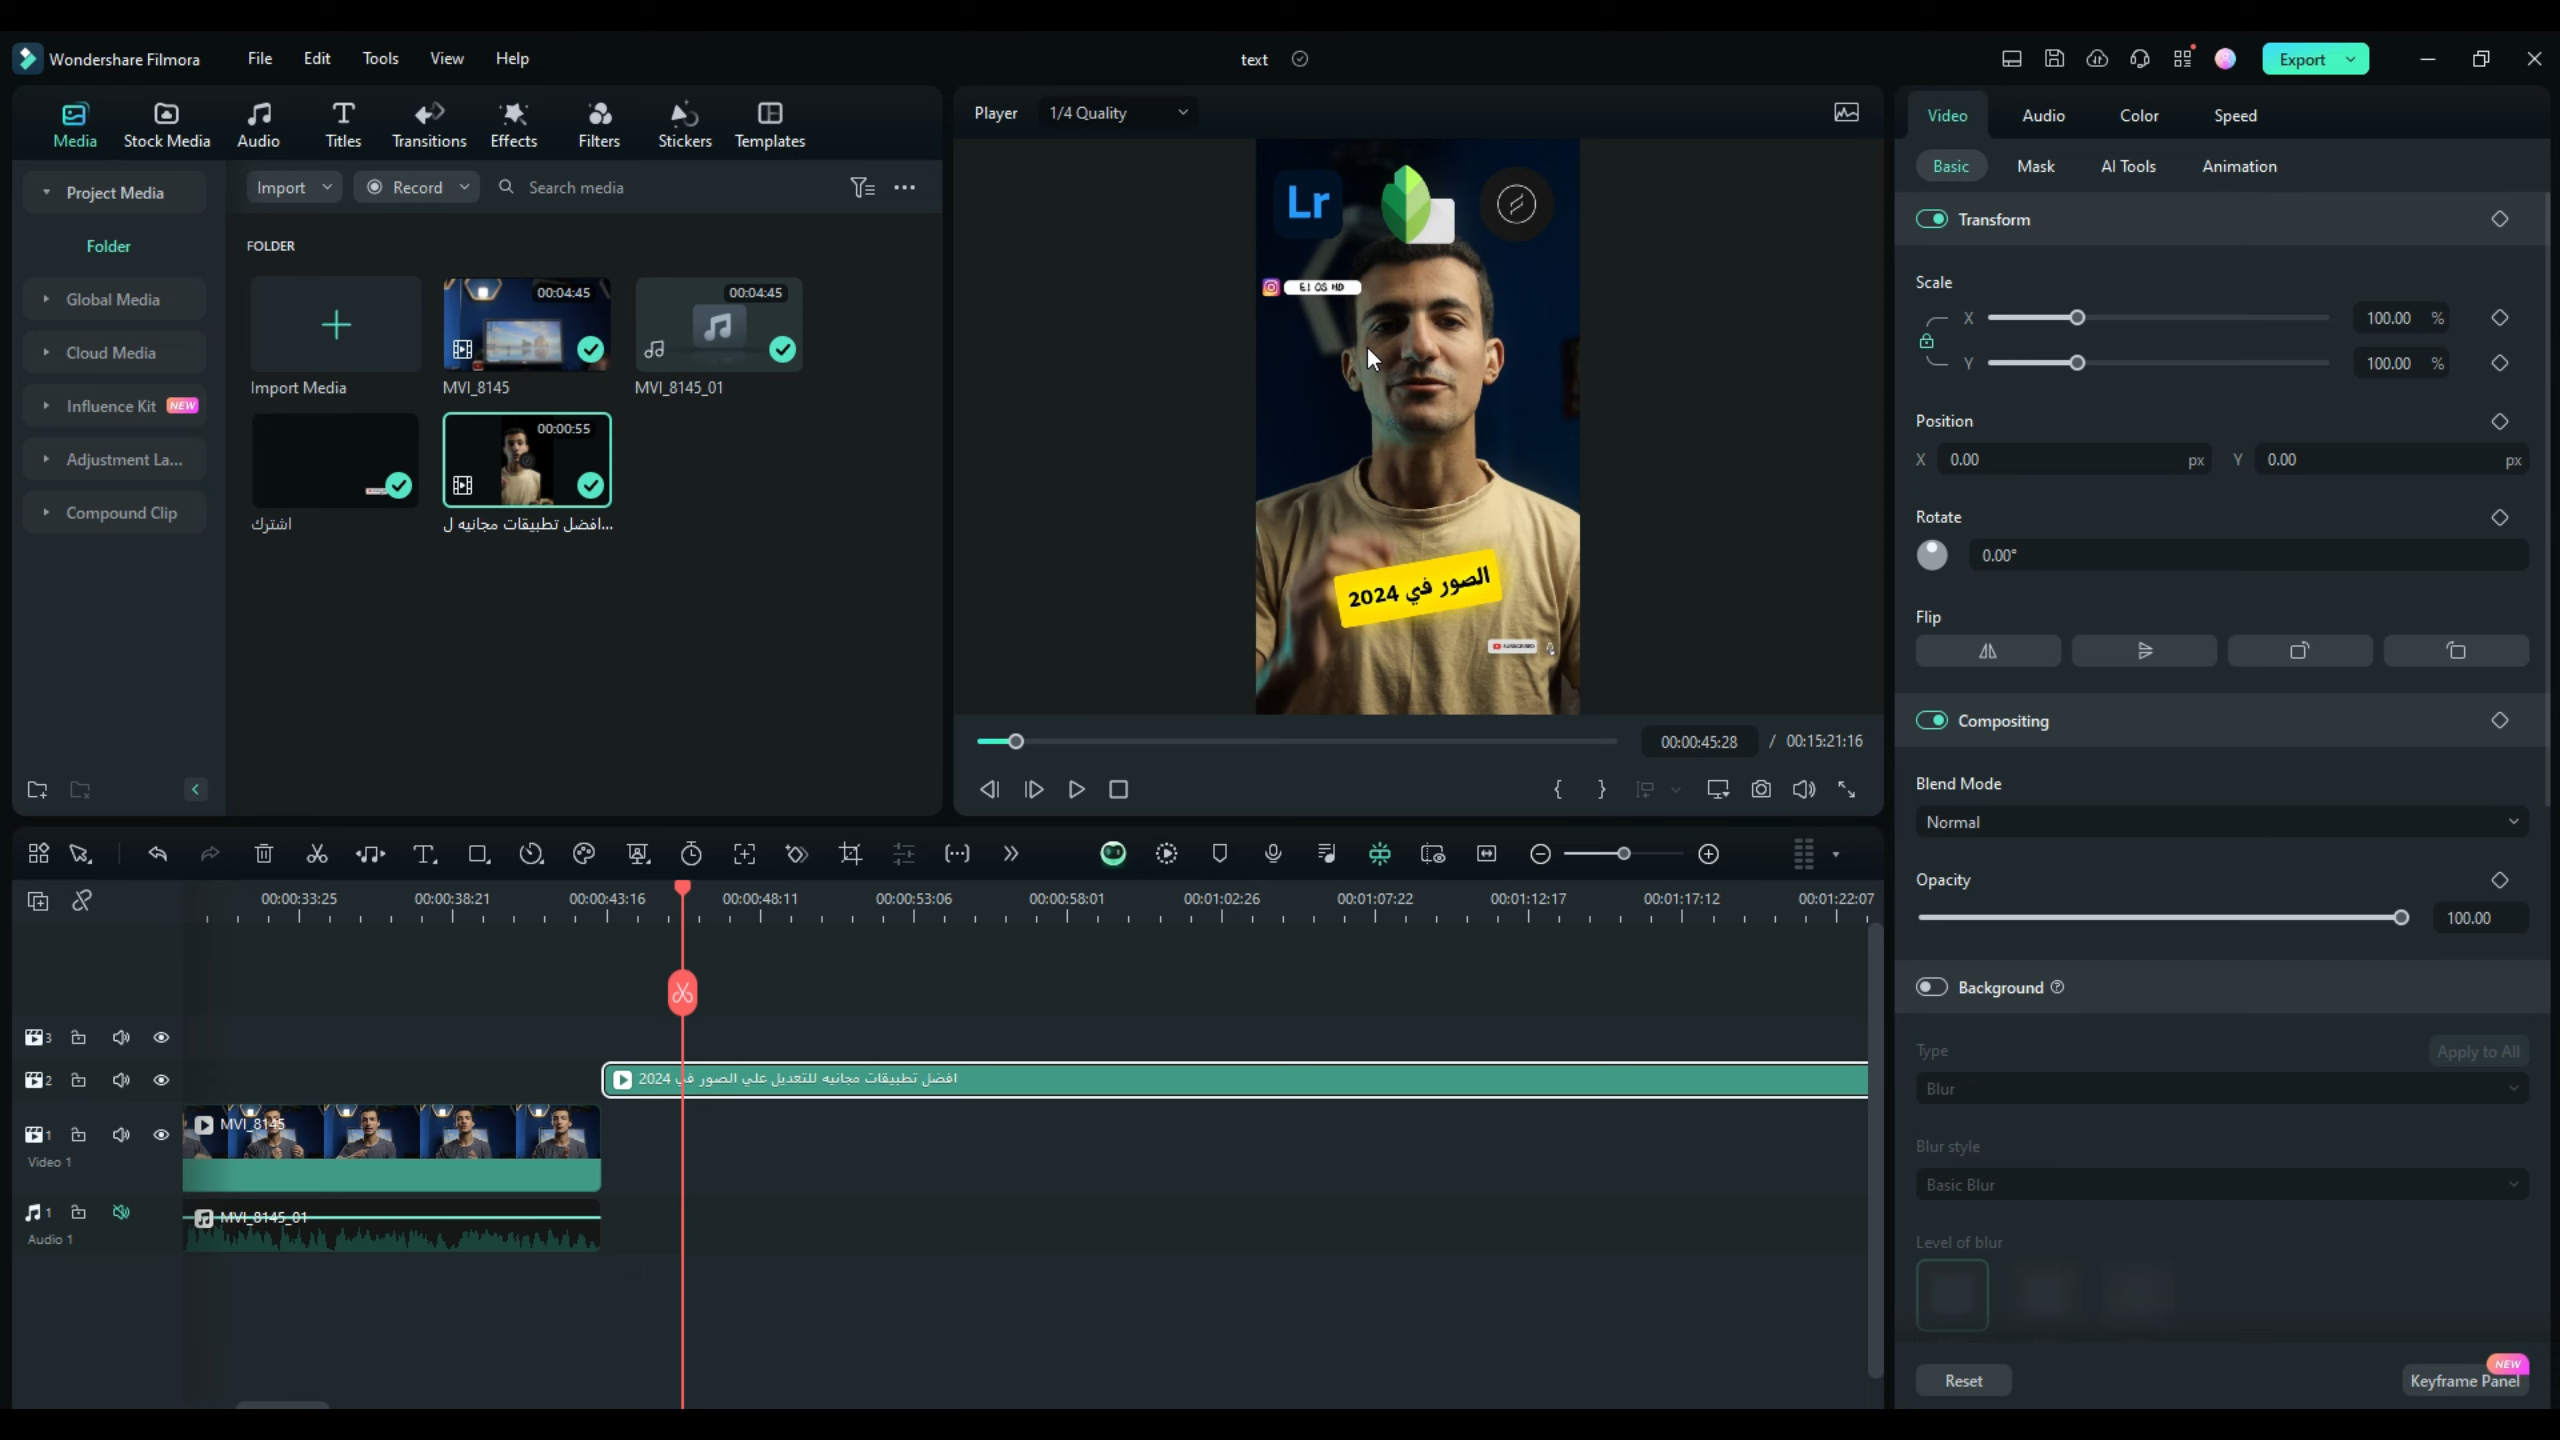 Wondershare Filmora
File
Edit
Tools
View
Help
text
Export
Media
Stock Media
Audio
Titles
Transitions
Effects
Filters
Stickers
Templates
Player
1/4 Quality
Video
Audio
Color
Speed
Basic
Mask
AI Tools
Animation
Project Media
Folder
Global Media
Cloud Media
Influence Kit NEW
Adjustment La...
Compound Clip
Import
Record
Search media
FOLDER
Import Media
00:04:45
MVI_8145
00:04:45
MVI_8145_01
اشترك
00:00:55
افضل تطبيقات مجانيه ل...
Lr
E! OS HD
الصور في 2024
00:00:45:28 / 00:15:21:16
Transform
Scale
X 100.00 %
Y 100.00 %
Position
X 0.00 px Y 0.00 px
Rotate
0.00°
Flip
Compositing
Blend Mode
Normal
Opacity
100.00
Background
Type
Apply to All
Blur
Blur style
Basic Blur
Level of blur
Reset
NEW
Keyframe Panel
00:00:33:25
00:00:38:21
00:00:43:16
00:00:48:11
00:00:53:06
00:00:58:01
00:01:02:26
00:01:07:22
00:01:12:17
00:01:17:12
00:01:22:07
3
2
افضل تطبيقات مجانيه للتعديل علي الصور في 2024
1
Video 1
MVI_8145
1
Audio 1
MVI_8145_01